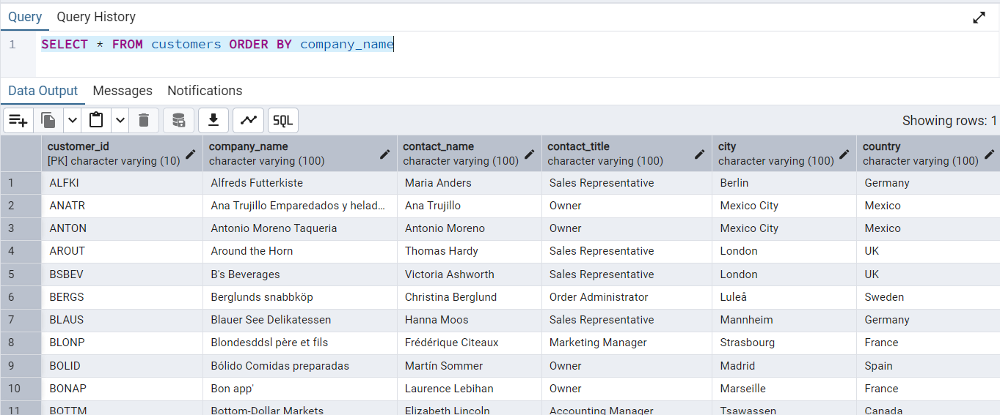 Query Query History
1 SELECT * FROM customers ORDER BY company_name
Data Output Messages Notifications
SQL Showing rows: 1
customer_id company_name contact_name contact_title city country
[PK] character varying (10) character varying (100) character varying (100) character varying (100) character varying (100) character varying (100)
1 ALFKI Alfreds Futterkiste Maria Anders Sales Representative Berlin Germany
2 ANATR Ana Trujillo Emparedados y helad... Ana Trujillo Owner Mexico City Mexico
3 ANTON Antonio Moreno Taqueria Antonio Moreno Owner Mexico City Mexico
4 AROUT Around the Horn Thomas Hardy Sales Representative London UK
5 BSBEV B's Beverages Victoria Ashworth Sales Representative London UK
6 BERGS Berglunds snabbköp Christina Berglund Order Administrator Luleå Sweden
7 BLAUS Blauer See Delikatessen Hanna Moos Sales Representative Mannheim Germany
8 BLONP Blondesddsl père et fils Frédérique Citeaux Marketing Manager Strasbourg France
9 BOLID Bólido Comidas preparadas Martín Sommer Owner Madrid Spain
10 BONAP Bon app' Laurence Lebihan Owner Marseille France
11 BOTTM Bottom-Dollar Markets Elizabeth Lincoln Accounting Manager Tsawassen Canada